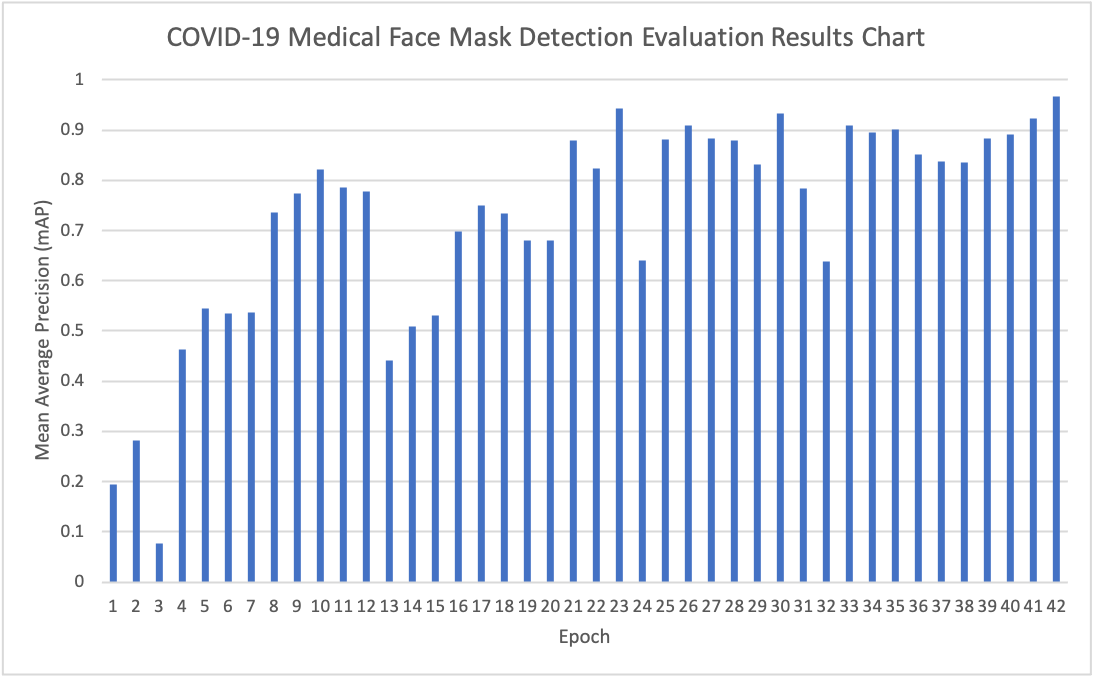 COVID-19 Medical Face Mask Detection Evaluation Results Chart
1
0.9
0.8
0.7
0.6
0.5
0.4
0.3
0.2
0.1
0
Mean Average Precision (mAP)
1 2 3 4 5 6 7 8 9 10 11 12 13 14 15 16 17 18 19 20 21 22 23 24 25 26 27 28 29 30 31 32 33 34 35 36 37 38 39 40 41 42
Epoch